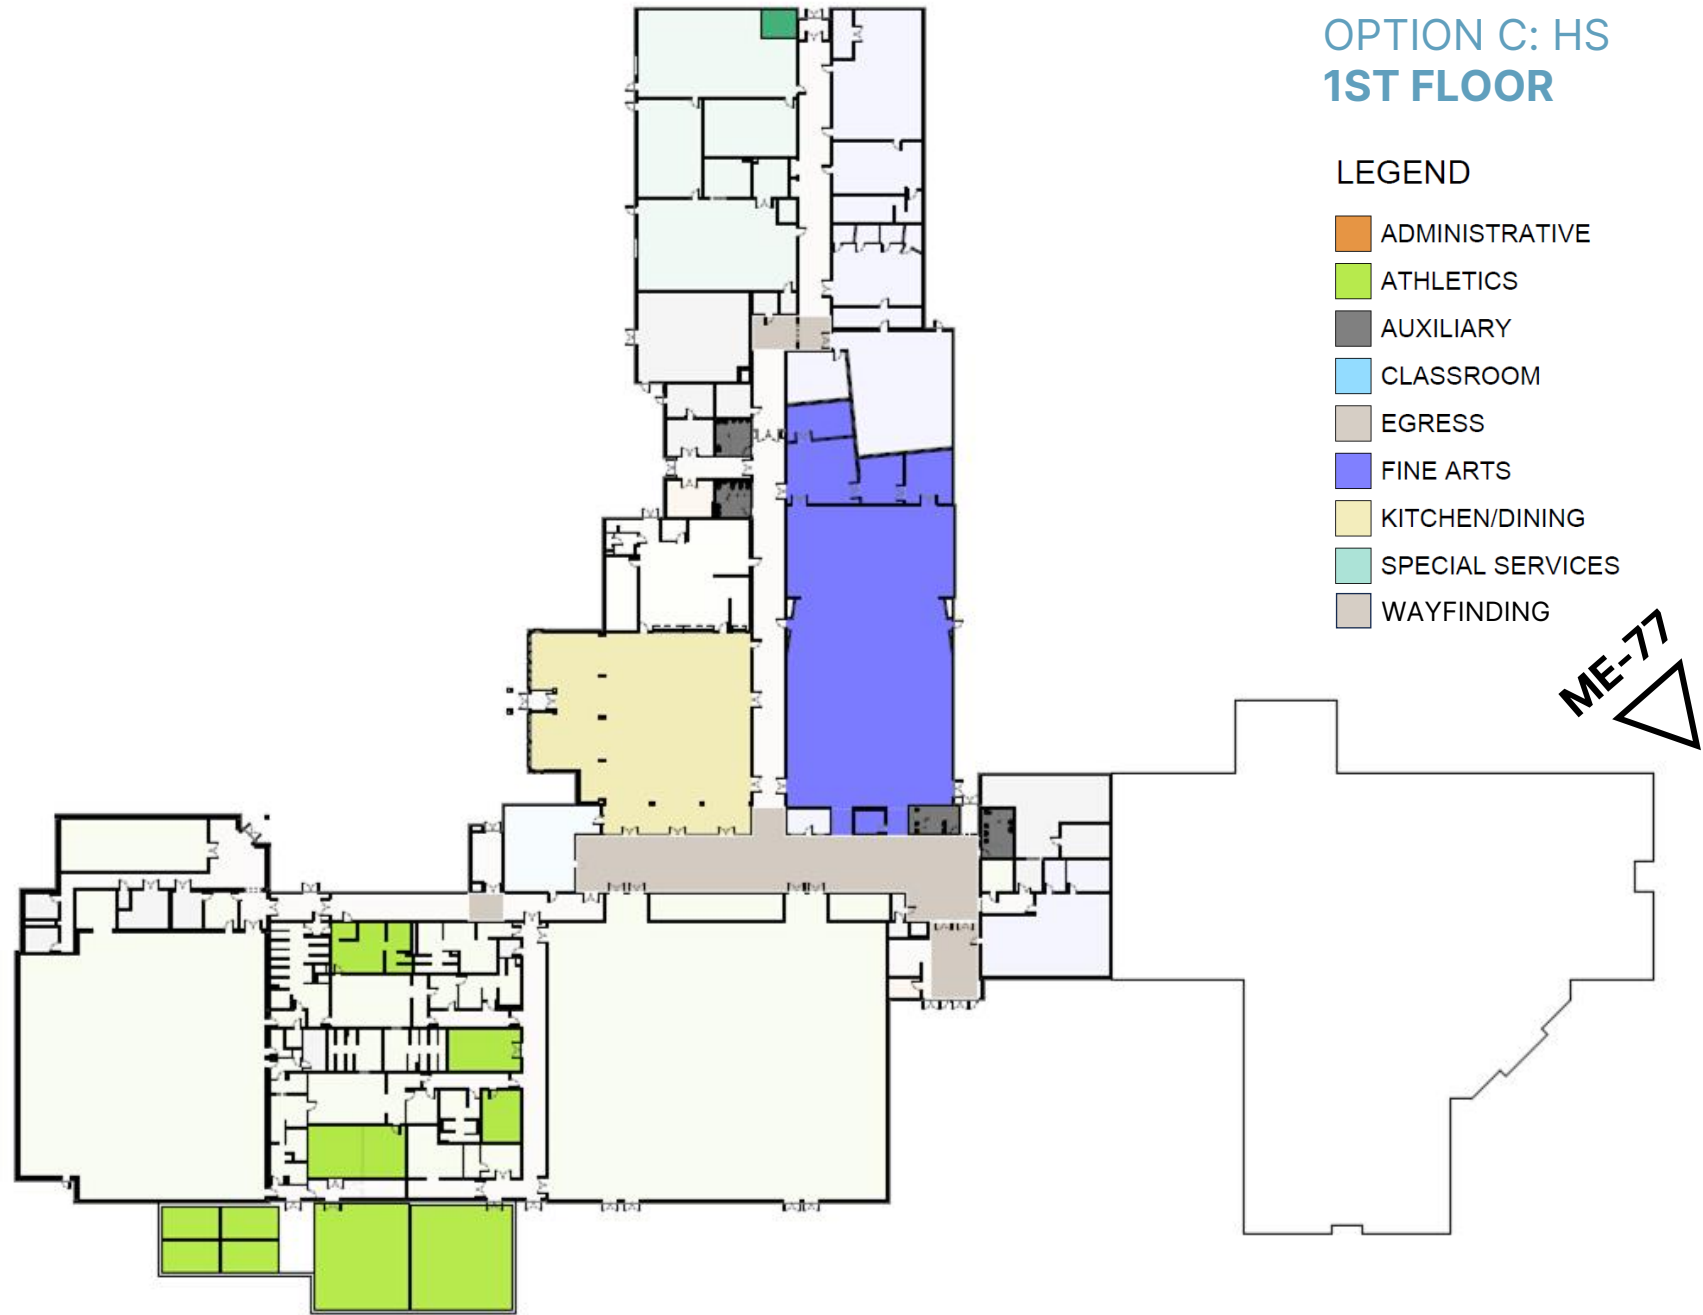 OPTION C: HS
1ST FLOOR
LEGEND
ADMINISTRATIVE
ATHLETICS
AUXILIARY
CLASSROOM
EGRESS
FINE ARTS
KITCHEN/DINING
SPECIAL SERVICES
WAYFINDING
ME-77